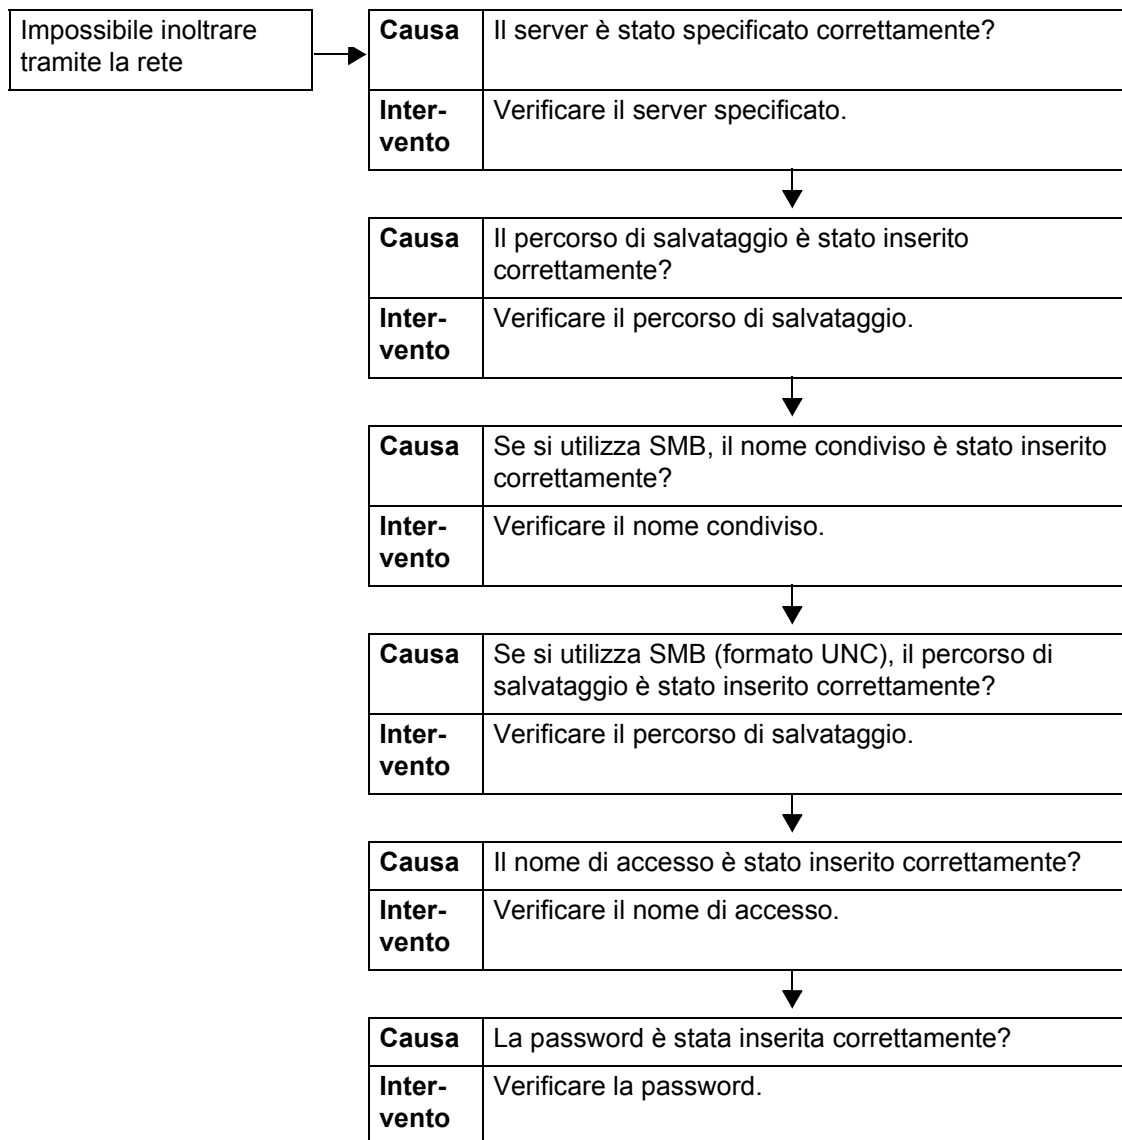 Impossibile inoltrare
tramite la rete
Causa
Il server è stato specificato correttamente?
Inter-
vento
Verificare il server specificato.
Causa
Il percorso di salvataggio è stato inserito
correttamente?
Inter-
vento
Verificare il percorso di salvataggio.
Causa
Se si utilizza SMB, il nome condiviso è stato inserito
correttamente?
Inter-
vento
Verificare il nome condiviso.
Causa
Se si utilizza SMB (formato UNC), il percorso di
salvataggio è stato inserito correttamente?
Inter-
vento
Verificare il percorso di salvataggio.
Causa
Il nome di accesso è stato inserito correttamente?
Inter-
vento
Verificare il nome di accesso.
Causa
La password è stata inserita correttamente?
Inter-
vento
Verificare la password.